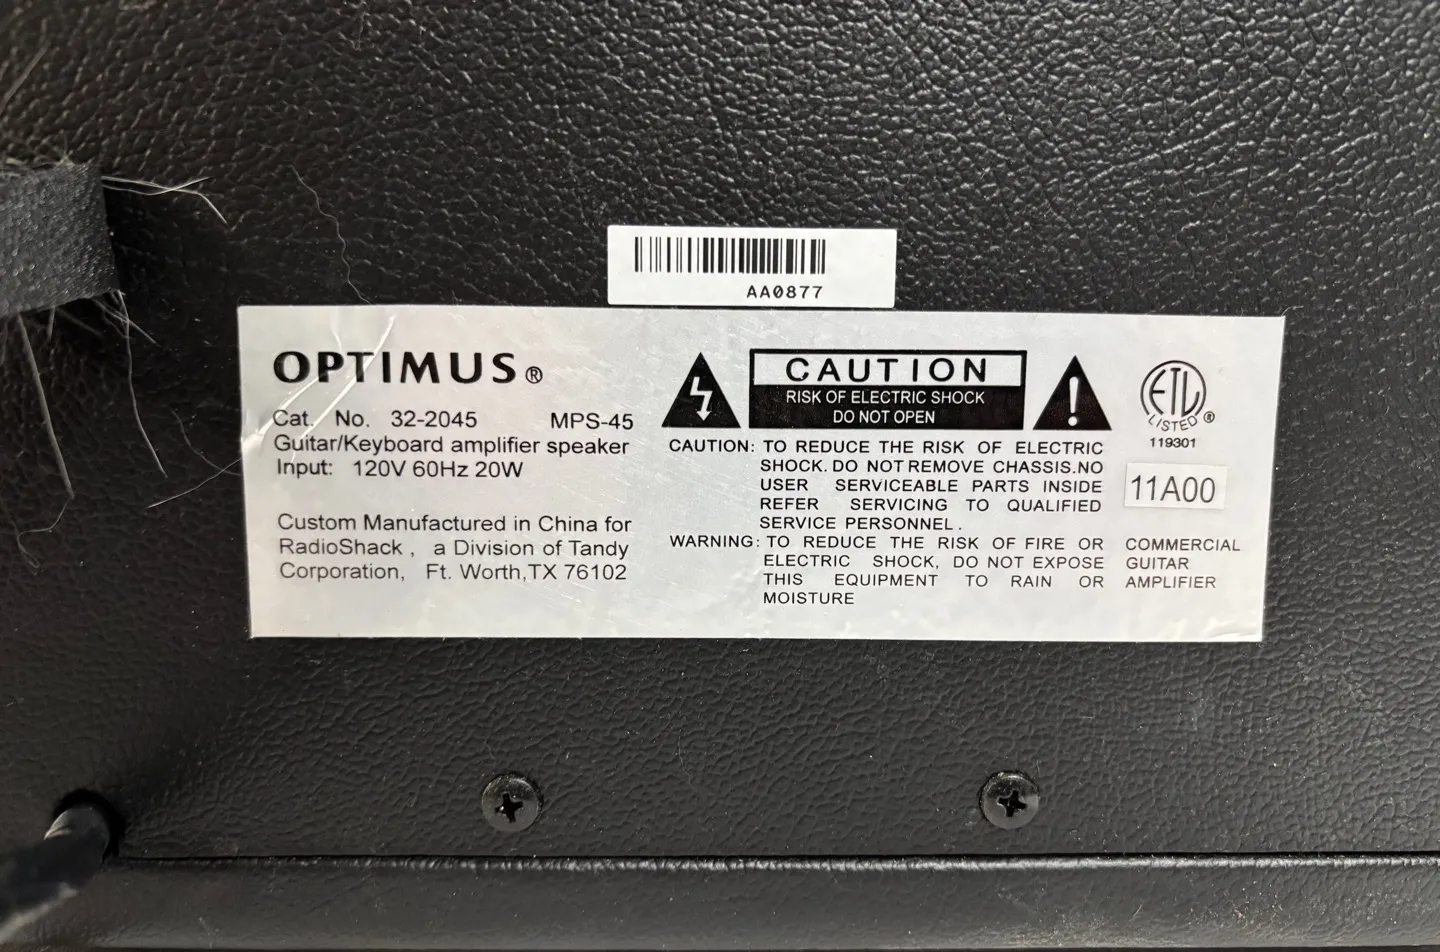 AA0877
OPTIMUS®
Cat. No. 32-2045 MPS-45
Guitar/Keyboard amplifier speaker
Input: 120V 60Hz 20W
Custom Manufactured in China for
RadioShack , a Division of Tandy
Corporation, Ft. Worth,TX 76102
CAUTION
RISK OF ELECTRIC SHOCK
DO NOT OPEN
CAUTION: TO REDUCE THE RISK OF ELECTRIC
SHOCK. DO NOT REMOVE CHASSIS.NO
USER SERVICEABLE PARTS INSIDE
REFER SERVICING TO QUALIFIED
SERVICE PERSONNEL .
WARNING: TO REDUCE THE RISK OF FIRE OR
ELECTRIC SHOCK, DO NOT EXPOSE
THIS EQUIPMENT TO RAIN OR
MOISTURE
ETL
LISTED ®
119301
11A00
COMMERCIAL
GUITAR
AMPLIFIER